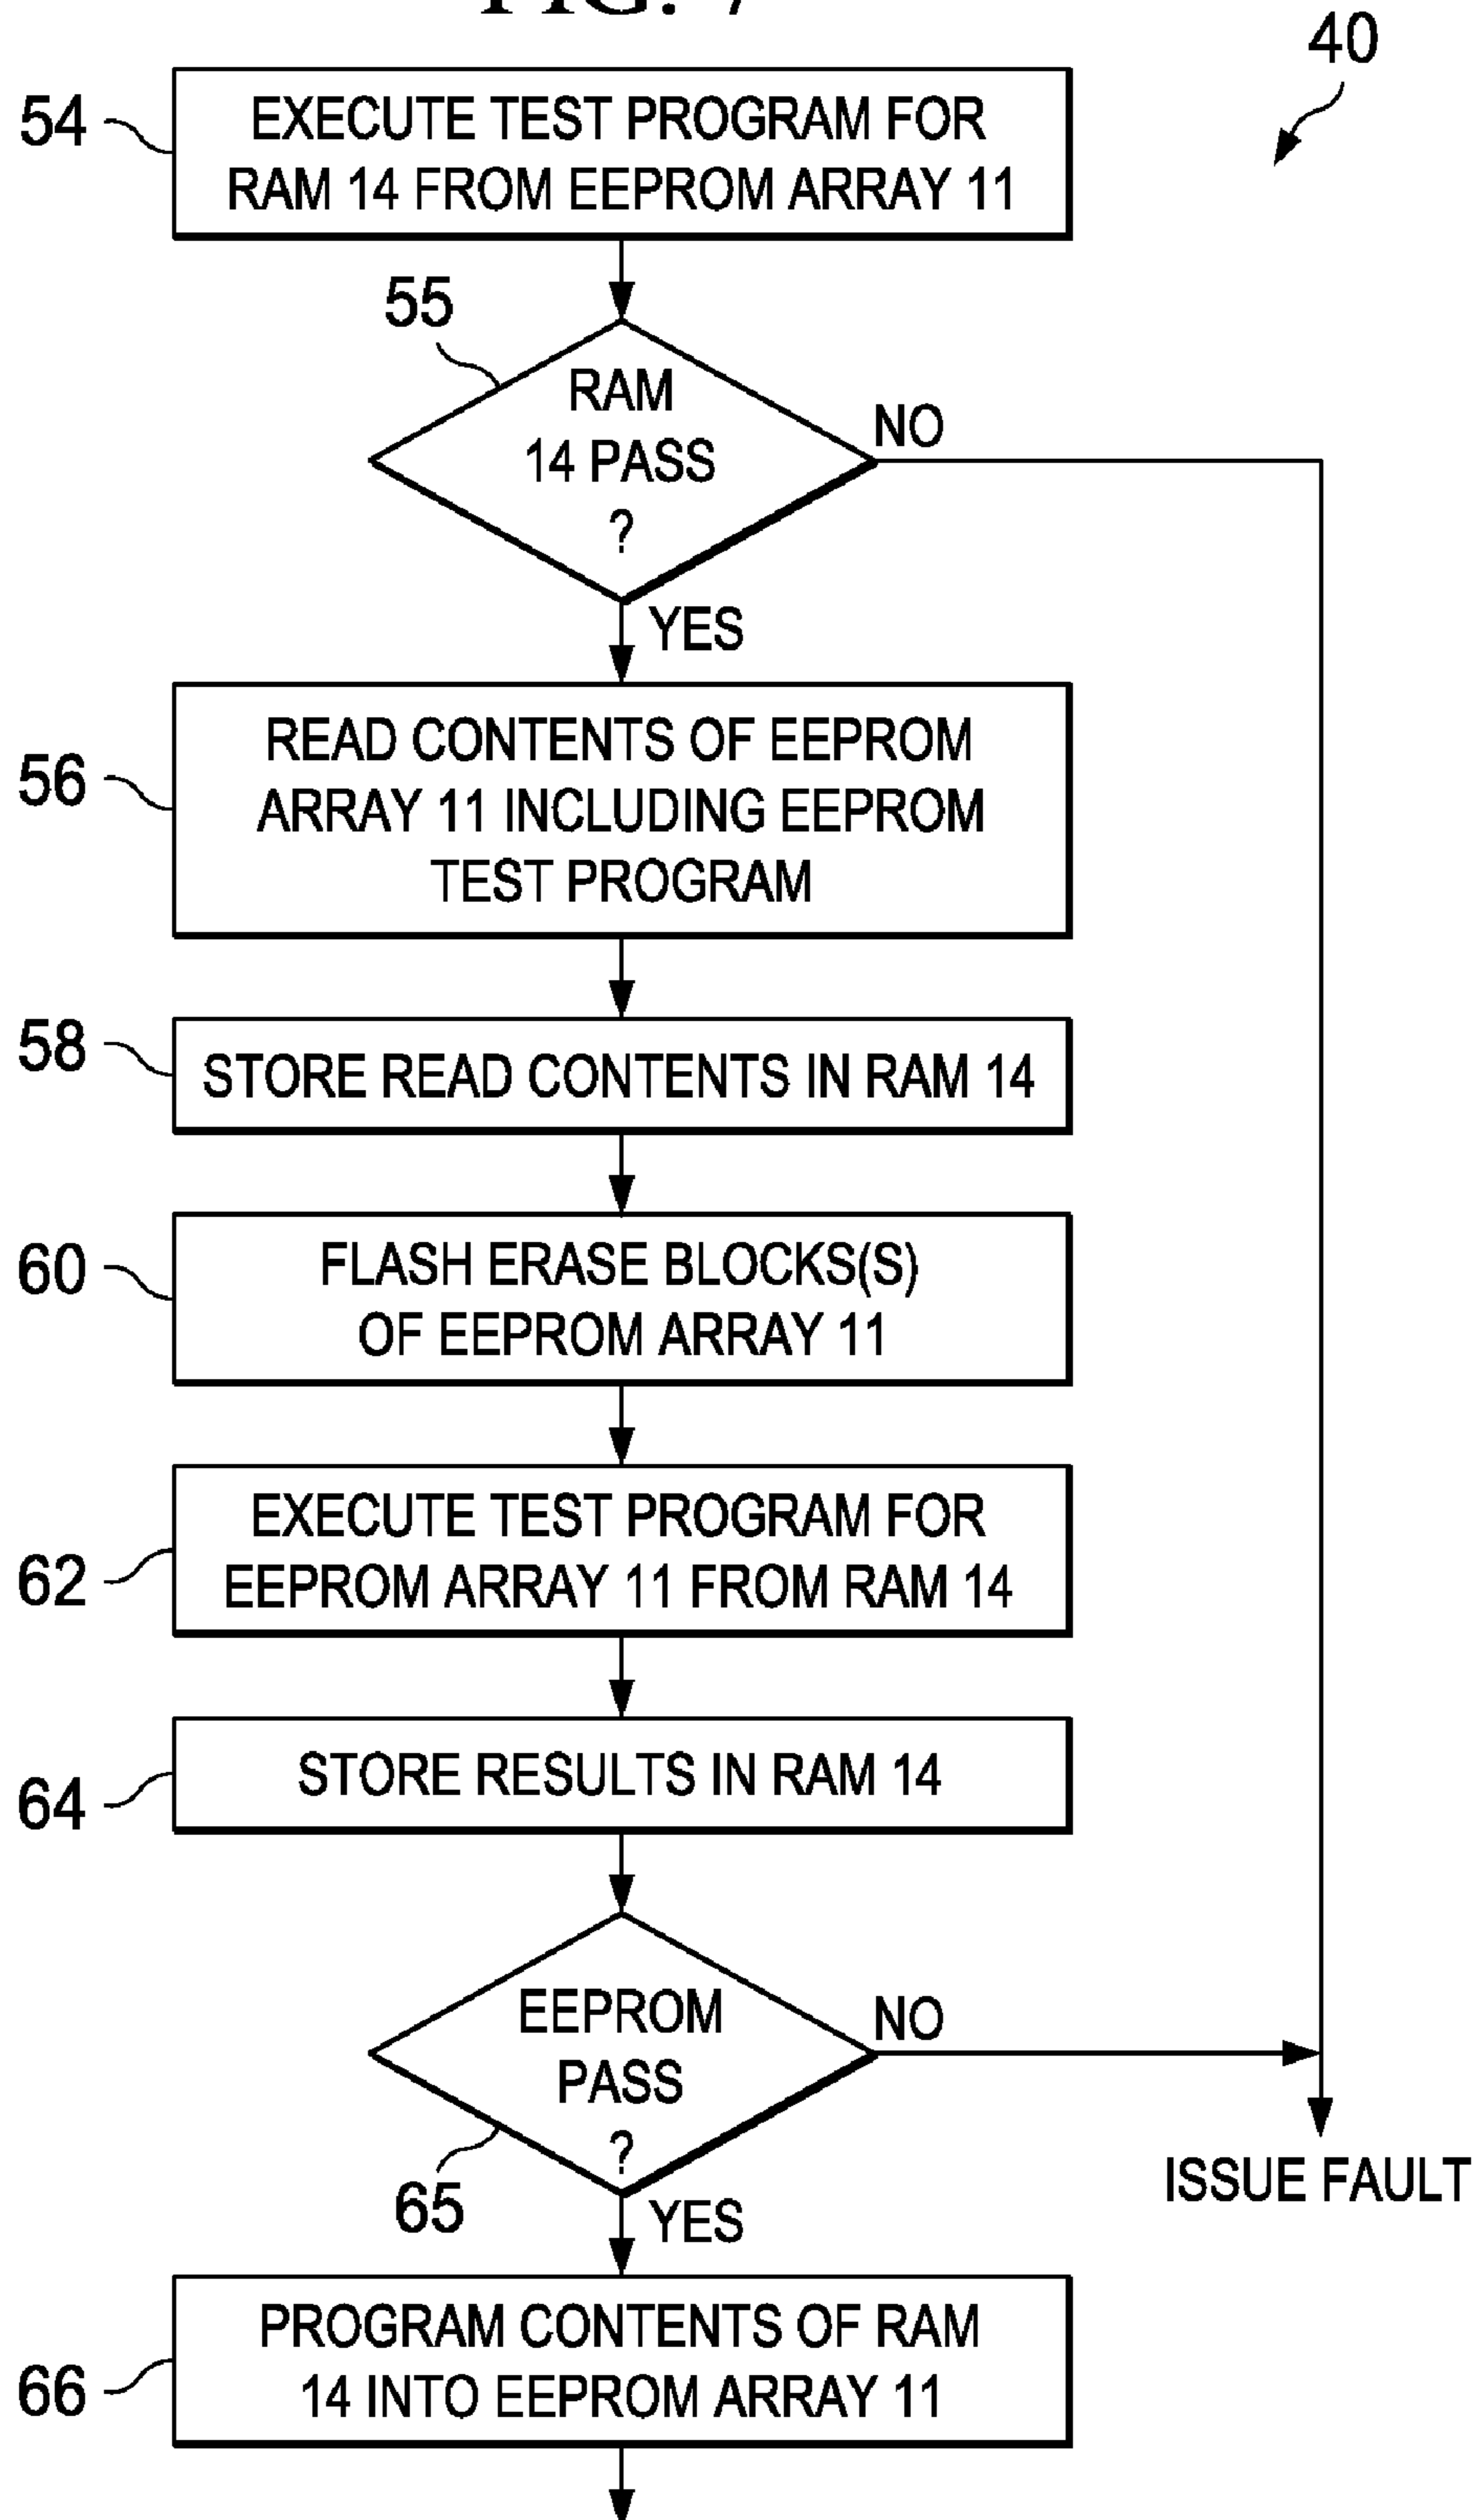 FIG. 7
40
54
EXECUTE TEST PROGRAM FOR
RAM 14 FROM EEPROM ARRAY 11
55
RAM
14 PASS
?
NO
YES
56
READ CONTENTS OF EEPROM
ARRAY 11 INCLUDING EEPROM
TEST PROGRAM
58
STORE READ CONTENTS IN RAM 14
60
FLASH ERASE BLOCKS(S)
OF EEPROM ARRAY 11
62
EXECUTE TEST PROGRAM FOR
EEPROM ARRAY 11 FROM RAM 14
64
STORE RESULTS IN RAM 14
EEPROM
PASS
?
NO
65
YES
ISSUE FAULT
66
PROGRAM CONTENTS OF RAM
14 INTO EEPROM ARRAY 11